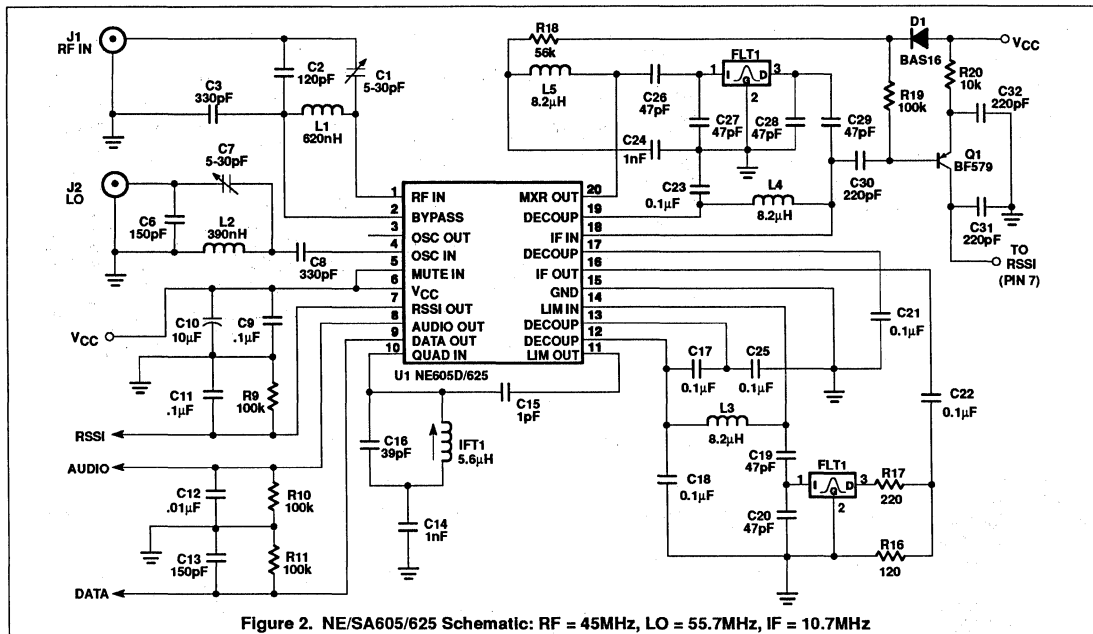 J1
RF IN
C2
120pF
C1
5-30pF
C3
330pF
L1
620nH
J2
LO
C7
5-30pF
C6
150pF
L2
390nH
C8
330pF
VCC
C10
10μF
C9
.1μF
C11
.1μF
R9
100k
RSSI
AUDIO
C12
.01μF
R10
100k
C13
150pF
R11
100k
DATA
1 RF IN
2 BYPASS
3 OSC OUT
4 OSC IN
5 MUTE IN
6 VCC
7 RSSI OUT
8 AUDIO OUT
9 DATA OUT
10 QUAD IN
MXR OUT 20
DECOUP 19
IF IN 18
DECOUP 17
IF OUT 16
GND 15
LIM IN 14
DECOUP 13
DECOUP 12
LIM OUT 11
U1 NE605D/625
C15
1pF
C16
39pF
IFT1
5.6μH
C14
1nF
R18
56k
L5
8.2μH
C26
47pF
FLT1
1 I G D 3
2
C27
47pF
C28
47pF
C29
47pF
C24
1nF
C23
0.1μF
L4
8.2μH
C30
220pF
D1
BAS16
VCC
R19
100k
R20
10k
C32
220pF
Q1
BF579
C31
220pF
TO
RSSI
(PIN 7)
C21
0.1μF
C17
0.1μF
C25
0.1μF
C22
0.1μF
L3
8.2μH
C19
47pF
C18
0.1μF
C20
47pF
FLT1
1 I G D 3
2
R17
220
R16
120
Figure 2. NE/SA605/625 Schematic: RF = 45MHz, LO = 55.7MHz, IF = 10.7MHz